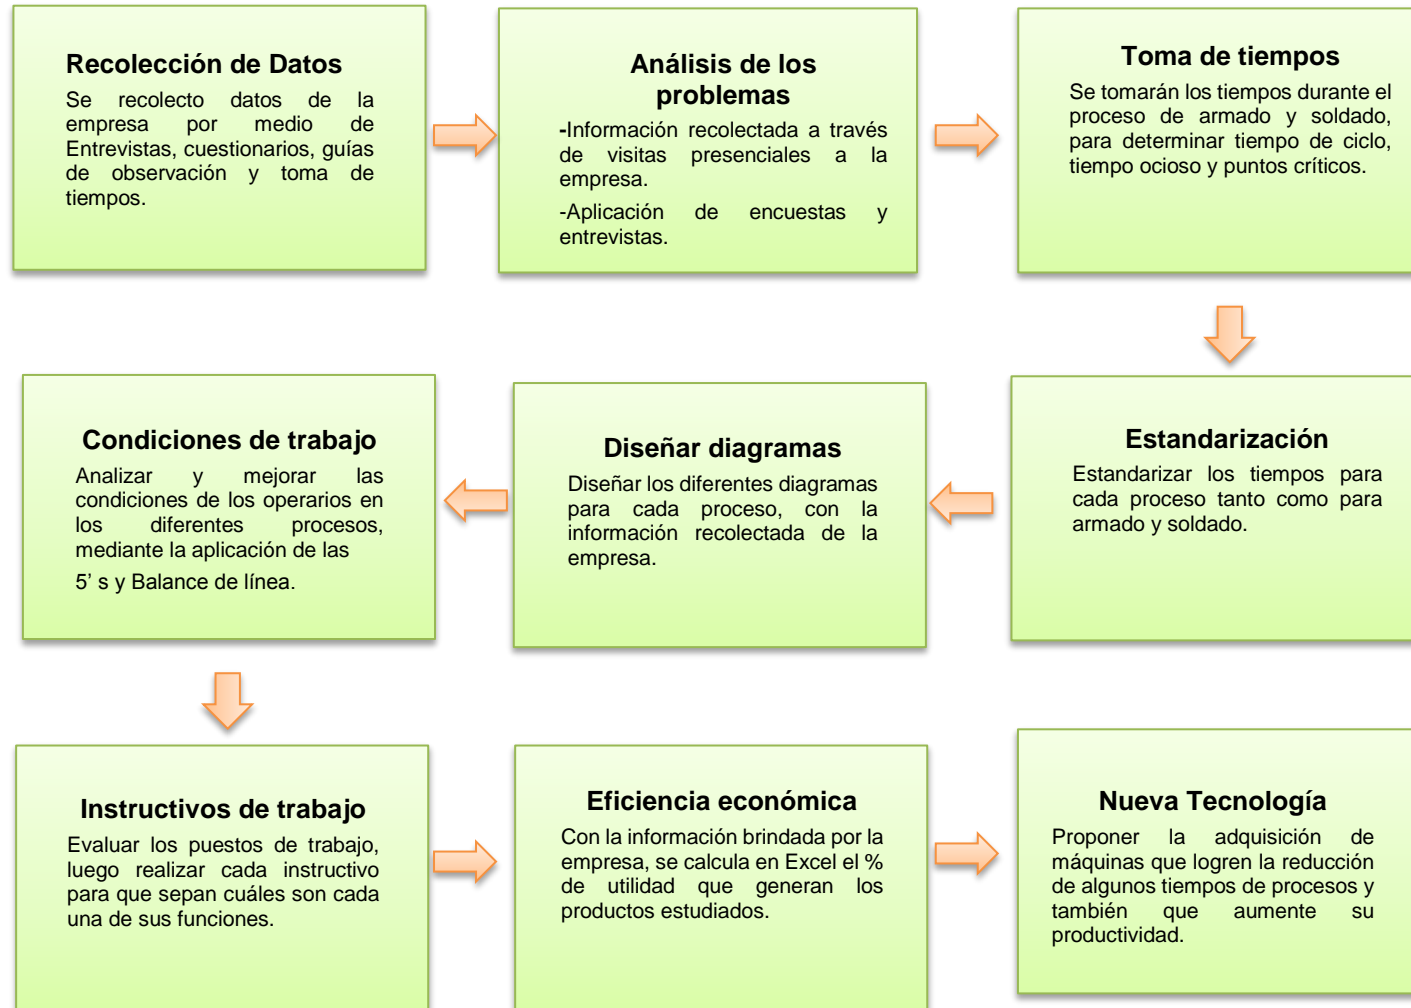 Recolección de Datos
Se recolecto datos de la
empresa por medio de
Entrevistas, cuestionarios, guías
de observación y toma de
tiempos.
Análisis de los
problemas
-Información recolectada a través
de visitas presenciales a la
empresa.
-Aplicación de encuestas y
entrevistas.
Toma de tiempos
Se tomarán los tiempos durante el
proceso de armado y soldado,
para determinar tiempo de ciclo,
tiempo ocioso y puntos críticos.
Estandarización
Estandarizar los tiempos para
cada proceso tanto como para
armado y soldado.
Diseñar diagramas
Diseñar los diferentes diagramas
para cada proceso, con la
información recolectada de la
empresa.
Condiciones de trabajo
Analizar y mejorar las
condiciones de los operarios en
los diferentes procesos,
mediante la aplicación de las
5’ s y Balance de línea.
Instructivos de trabajo
Evaluar los puestos de trabajo,
luego realizar cada instructivo
para que sepan cuáles son cada
una de sus funciones.
Eficiencia económica
Con la información brindada por la
empresa, se calcula en Excel el %
de utilidad que generan los
productos estudiados.
Nueva Tecnología
Proponer la adquisición de
máquinas que logren la reducción
de algunos tiempos de procesos y
también que aumente su
productividad.